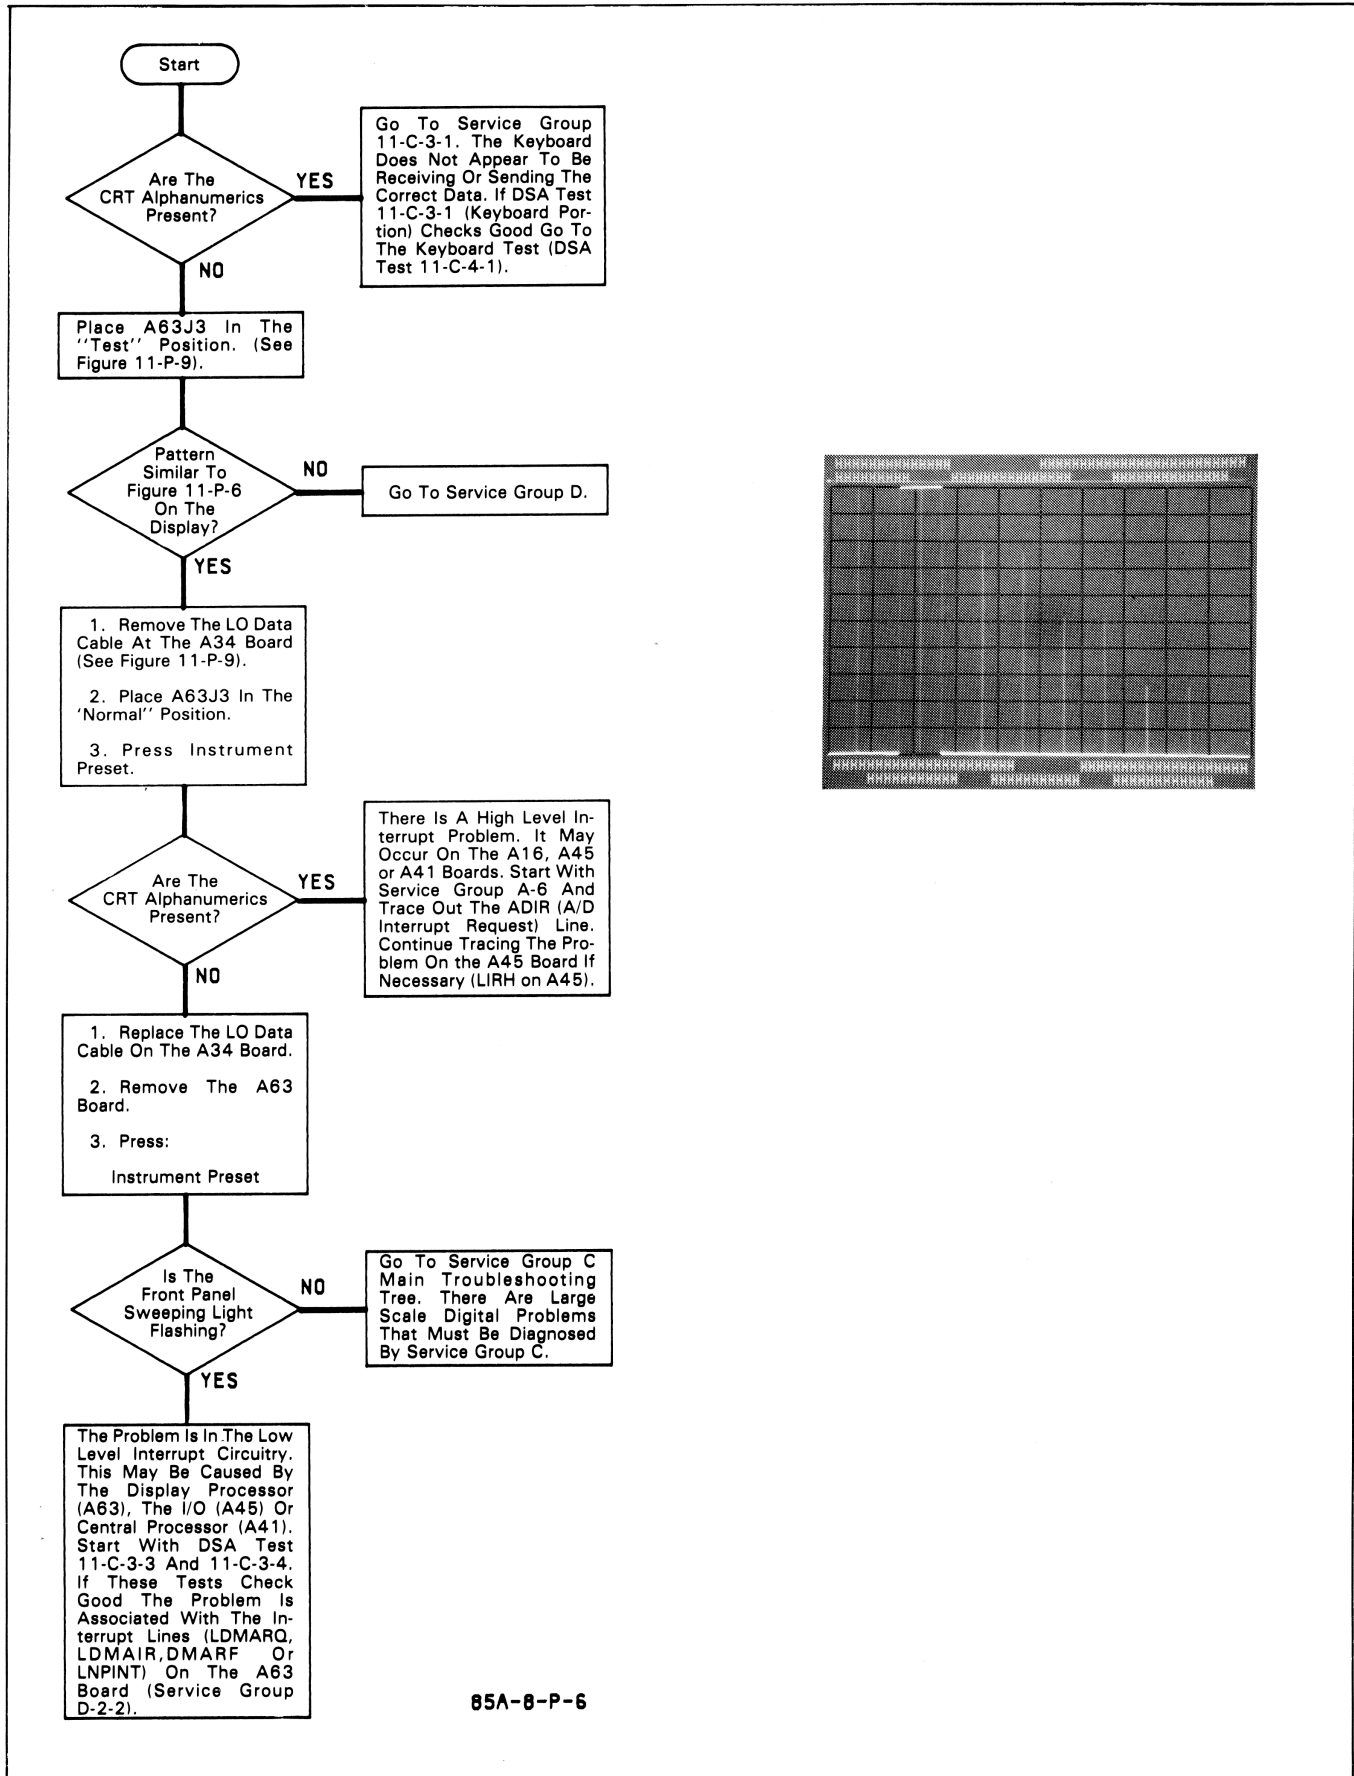 Start
Are The
CRT Alphanumerics
Present?
YES
Go To Service Group
11-C-3-1. The Keyboard
Does Not Appear To Be
Receiving Or Sending The
Correct Data. If DSA Test
11-C-3-1 (Keyboard Por-
tion) Checks Good Go To
The Keyboard Test (DSA
Test 11-C-4-1).
NO
Place A63J3 In The
''Test'' Position. (See
Figure 11-P-9).
Pattern
Similar To
Figure 11-P-6
On The
Display?
NO
Go To Service Group D.
YES
1. Remove The LO Data
Cable At The A34 Board
(See Figure 11-P-9).
2. Place A63J3 In The
'Normal'' Position.
3. Press Instrument
Preset.
Are The
CRT Alphanumerics
Present?
YES
There Is A High Level In-
terrupt Problem. It May
Occur On The A16, A45
or A41 Boards. Start With
Service Group A-6 And
Trace Out The ADIR (A/D
Interrupt Request) Line.
Continue Tracing The Pro-
blem On the A45 Board If
Necessary (LIRH on A45).
NO
1. Replace The LO Data
Cable On The A34 Board.
2. Remove The A63
Board.
3. Press:
Instrument Preset
Is The
Front Panel
Sweeping Light
Flashing?
NO
Go To Service Group C
Main Troubleshooting
Tree. There Are Large
Scale Digital Problems
That Must Be Diagnosed
By Service Group C.
YES
The Problem Is In The Low
Level Interrupt Circuitry.
This May Be Caused By
The Display Processor
(A63), The I/O (A45) Or
Central Processor (A41).
Start With DSA Test
11-C-3-3 And 11-C-3-4.
If These Tests Check
Good The Problem Is
Associated With The In-
terrupt Lines (LDMARQ,
LDMAIR,DMARF Or
LNPINT) On The A63
Board (Service Group
D-2-2).
85A-8-P-6